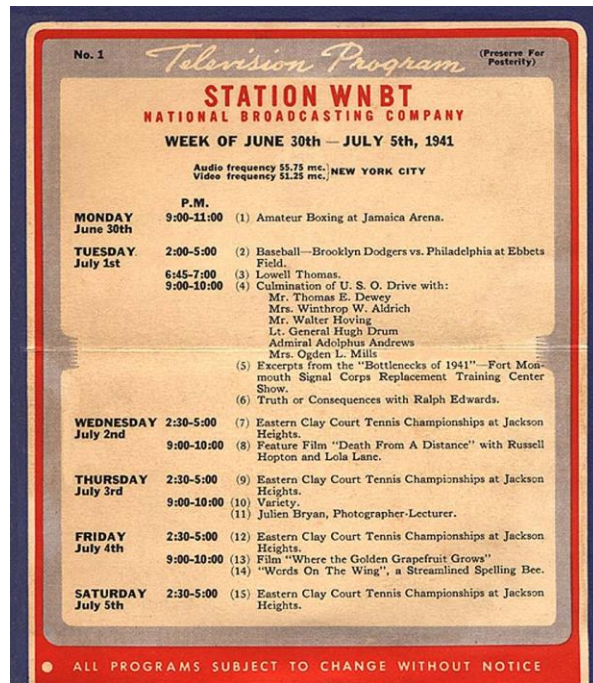 No. 1
Television Program
(Preserve For
Posterity)
STATION WNBT
NATIONAL BROADCASTING COMPANY
WEEK OF JUNE 30th — JULY 5th, 1941
Audio frequency 55.75 mc.
Video frequency 51.25 mc.
} NEW YORK CITY
P.M.
MONDAY 9:00-11:00 (1) Amateur Boxing at Jamaica Arena.
June 30th
TUESDAY 2:00-5:00 (2) Baseball—Brooklyn Dodgers vs. Philadelphia at Ebbets
July 1st Field.
6:45-7:00 (3) Lowell Thomas.
9:00-10:00 (4) Culmination of U. S. O. Drive with:
Mr. Thomas E. Dewey
Mrs. Winthrop W. Aldrich
Mr. Walter Hoving
Lt. General Hugh Drum
Admiral Adolphus Andrews
Mrs. Ogden L. Mills
(5) Excerpts from the "Bottlenecks of 1941"—Fort Mon-
mouth Signal Corps Replacement Training Center
Show.
(6) Truth or Consequences with Ralph Edwards.
WEDNESDAY 2:30-5:00 (7) Eastern Clay Court Tennis Championships at Jackson
July 2nd Heights.
9:00-10:00 (8) Feature Film "Death From A Distance" with Russell
Hopton and Lola Lane.
THURSDAY 2:30-5:00 (9) Eastern Clay Court Tennis Championships at Jackson
July 3rd Heights.
9:00-10:00 (10) Variety.
(11) Julien Bryan, Photographer-Lecturer.
FRIDAY 2:30-5:00 (12) Eastern Clay Court Tennis Championships at Jackson
July 4th Heights.
9:00-10:00 (13) Film "Where the Golden Grapefruit Grows"
(14) "Words On The Wing", a Streamlined Spelling Bee.
SATURDAY 2:30-5:00 (15) Eastern Clay Court Tennis Championships at Jackson
July 5th Heights.
ALL PROGRAMS SUBJECT TO CHANGE WITHOUT NOTICE